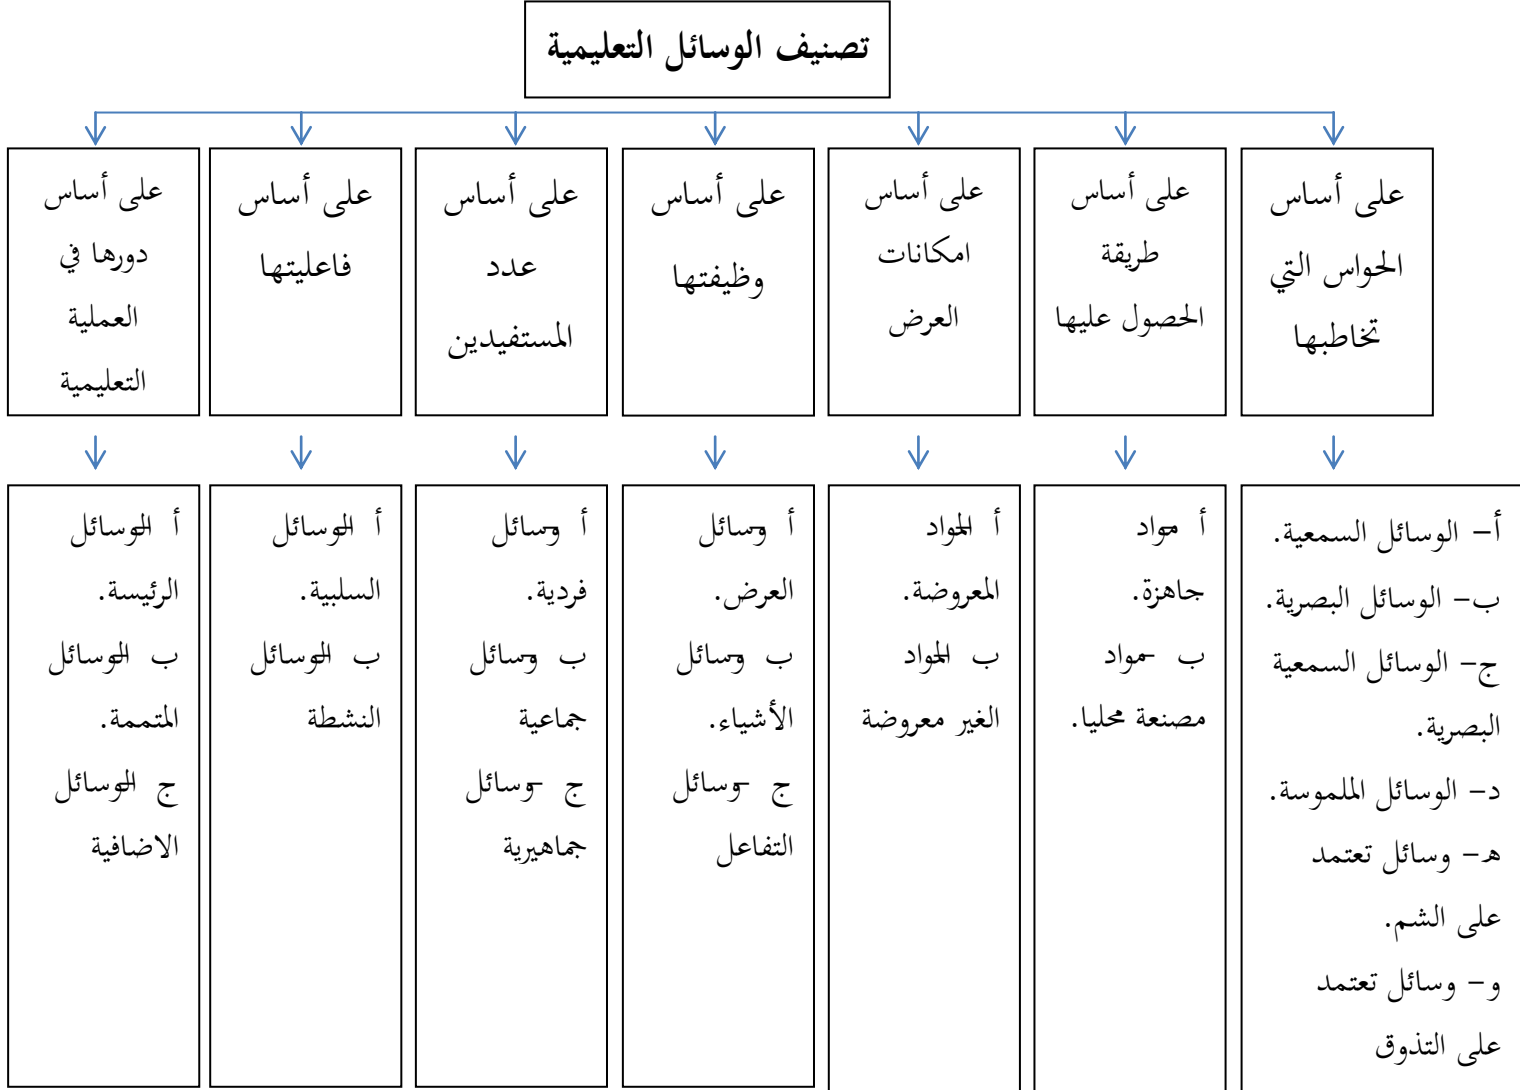 تصنيف الوسائل التعليمية
على أساس
الحواس التي
تخاطبها
على أساس
طريقة
الحصول عليها
على أساس
امكانات
العرض
على أساس
وظيفتها
على أساس
عدد
المستفيدين
على أساس
فاعليتها
على أساس
دورها في
العملية
التعليمية
أ- الوسائل السمعية.
ب- الوسائل البصرية.
ج- الوسائل السمعية
البصرية.
د- الوسائل الملموسة.
هـ- وسائل تعتمد
على الشم.
و- وسائل تعتمد
على التذوق
أ -مواد
جاهزة.
ب -مواد
مصنعة محليا.
أ -المواد
المعروضة.
ب -المواد
الغير معروضة
أ -وسائل
العرض.
ب -وسائل
الأشياء.
ج -وسائل
التفاعل
أ -وسائل
فردية.
ب -وسائل
جماعية
ج -وسائل
جماهيرية
أ -الوسائل
السلبية.
ب -الوسائل
النشطة
أ -الوسائل
الرئيسة.
ب -الوسائل
المتممة.
ج -الوسائل
الاضافية